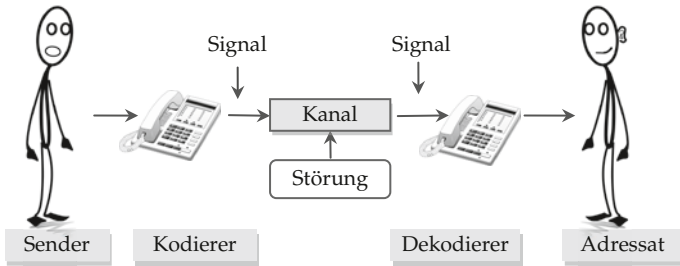 Signal
Signal
Kanal
Störung
Sender
Kodierer
Dekodierer
Adressat